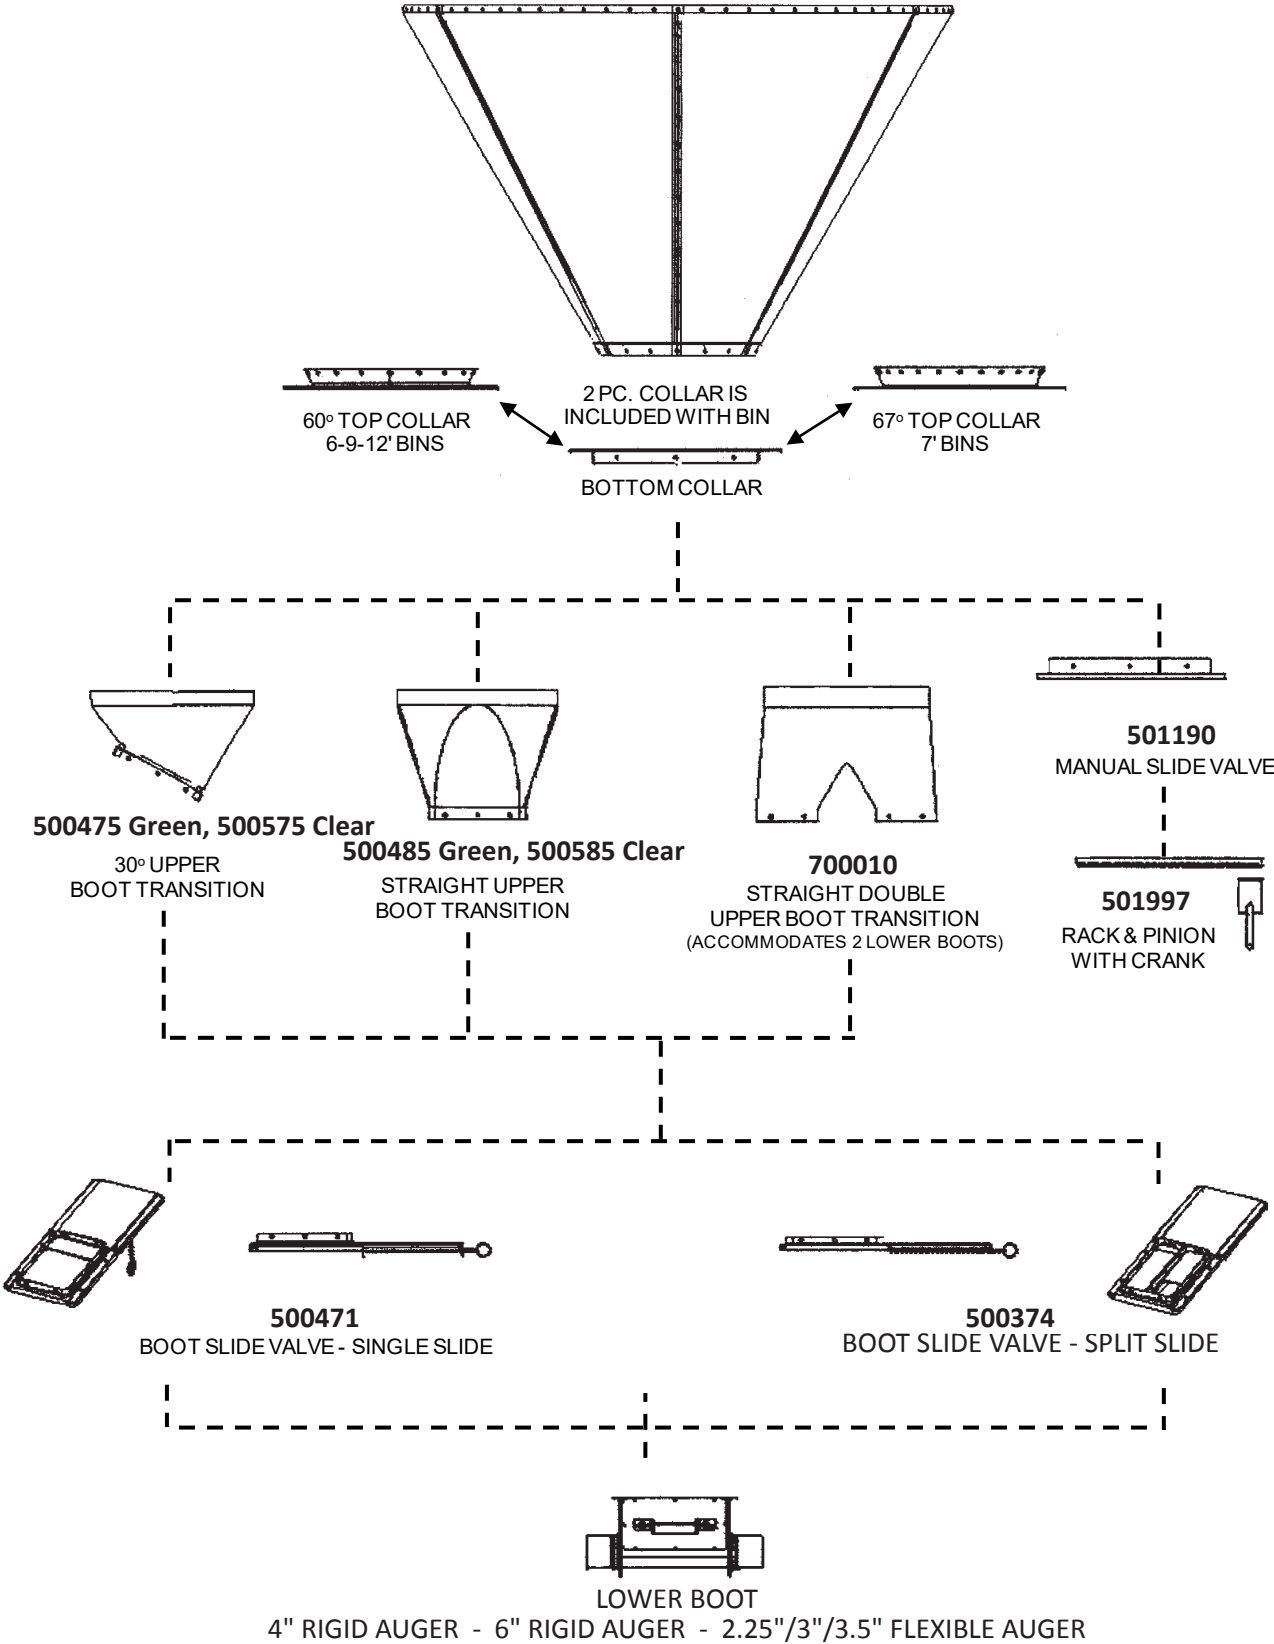 2 PC. COLLAR IS
INCLUDED WITH BIN
60° TOP COLLAR
6-9-12' BINS
67° TOP COLLAR
7' BINS
BOTTOM COLLAR
500475 Green, 500575 Clear
30° UPPER
BOOT TRANSITION
500485 Green, 500585 Clear
STRAIGHT UPPER
BOOT TRANSITION
700010
STRAIGHT DOUBLE
UPPER BOOT TRANSITION
(ACCOMMODATES 2 LOWER BOOTS)
501190
MANUAL SLIDE VALVE
501997
RACK & PINION
WITH CRANK
500471
BOOT SLIDE VALVE - SINGLE SLIDE
500374
BOOT SLIDE VALVE - SPLIT SLIDE
LOWER BOOT
4" RIGID AUGER - 6" RIGID AUGER - 2.25"/3"/3.5" FLEXIBLE AUGER